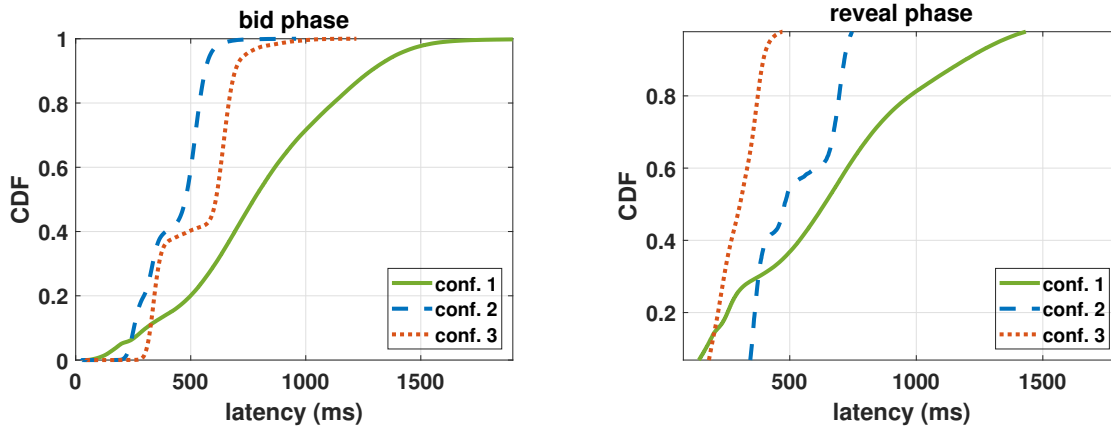 bid phase
CDF
1
0.8
0.6
0.4
0.2
0
0 500 1000 1500
latency (ms)
conf. 1
conf. 2
conf. 3
reveal phase
CDF
0.8
0.6
0.4
0.2
500 1000 1500
latency (ms)
conf. 1
conf. 2
conf. 3